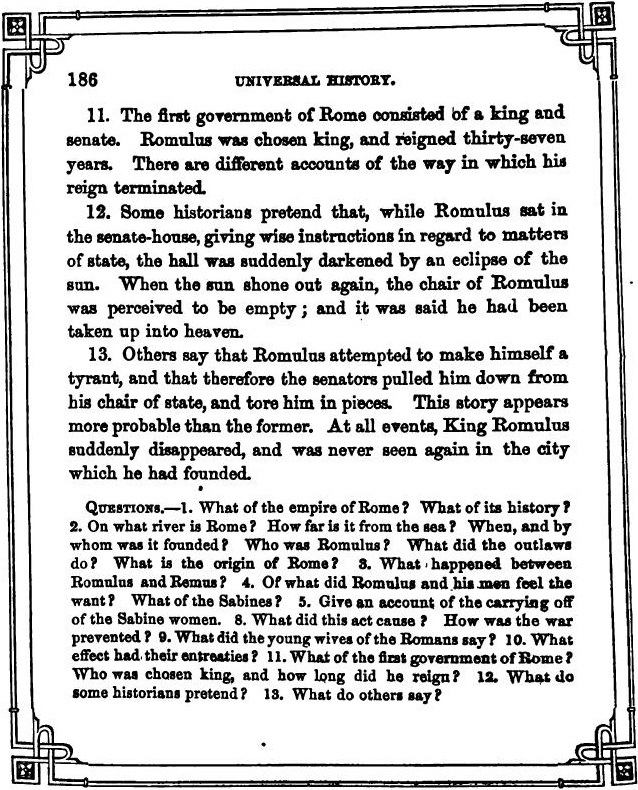 186 UNIVERSAL HISTORY.
11. The first government of Rome consisted of a king and
senate. Romulus was chosen king, and reigned thirty-seven
years. There are different accounts of the way in which his
reign terminated.
12. Some historians pretend that, while Romulus sat in
the senate-house, giving wise instructions in regard to matters
of state, the hall was suddenly darkened by an eclipse of the
sun. When the sun shone out again, the chair of Romulus
was perceived to be empty; and it was said he had been
taken up into heaven.
13. Others say that Romulus attempted to make himself a
tyrant, and that therefore the senators pulled him down from
his chair of state, and tore him in pieces. This story appears
more probable than the former. At all events, King Romulus
suddenly disappeared, and was never seen again in the city
which he had founded.
QUESTIONS.—1. What of the empire of Rome? What of its history?
2. On what river is Rome? How far is it from the sea? When, and by
whom was it founded? Who was Romulus? What did the outlaws
do? What is the origin of Rome? 3. What happened between
Romulus and Remus? 4. Of what did Romulus and his men feel the
want? What of the Sabines? 5. Give an account of the carrying off
of the Sabine women. 8. What did this act cause? How was the war
prevented? 9. What did the young wives of the Romans say? 10. What
effect had their entreaties? 11. What of the first government of Rome?
Who was chosen king, and how long did he reign? 12. What do
some historians pretend? 13. What do others say?